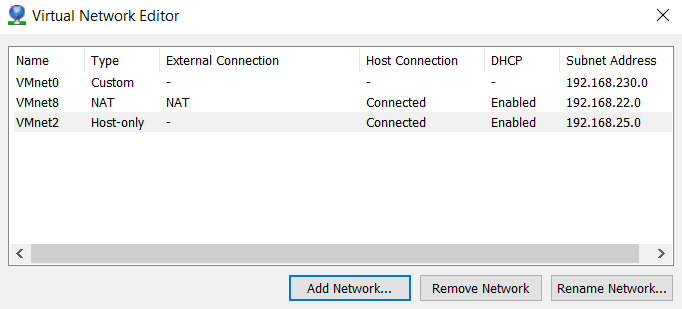 Virtual Network Editor
Name Type External Connection Host Connection DHCP Subnet Address
VMnet0 Custom - - - 192.168.230.0
VMnet8 NAT NAT Connected Enabled 192.168.22.0
VMnet2 Host-only - Connected Enabled 192.168.25.0
Add Network... Remove Network Rename Network...